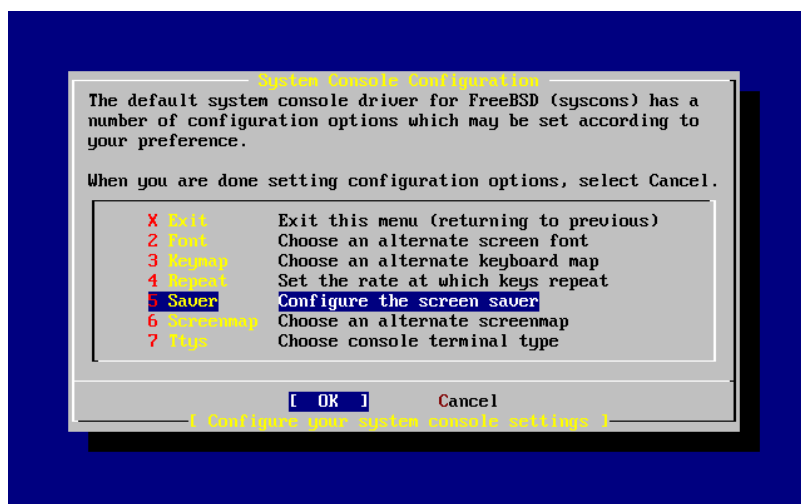 System Console Configuration
The default system console driver for FreeBSD (syscons) has a
number of configuration options which may be set according to
your preference.
When you are done setting configuration options, select Cancel.
X Exit Exit this menu (returning to previous)
2 Font Choose an alternate screen font
3 Keymap Choose an alternate keyboard map
4 Repeat Set the rate at which keys repeat
5 Saver Configure the screen saver
6 Screenmap Choose an alternate screenmap
7 Ttys Choose console terminal type
[ OK ] Cancel
[ Configure your system console settings ]